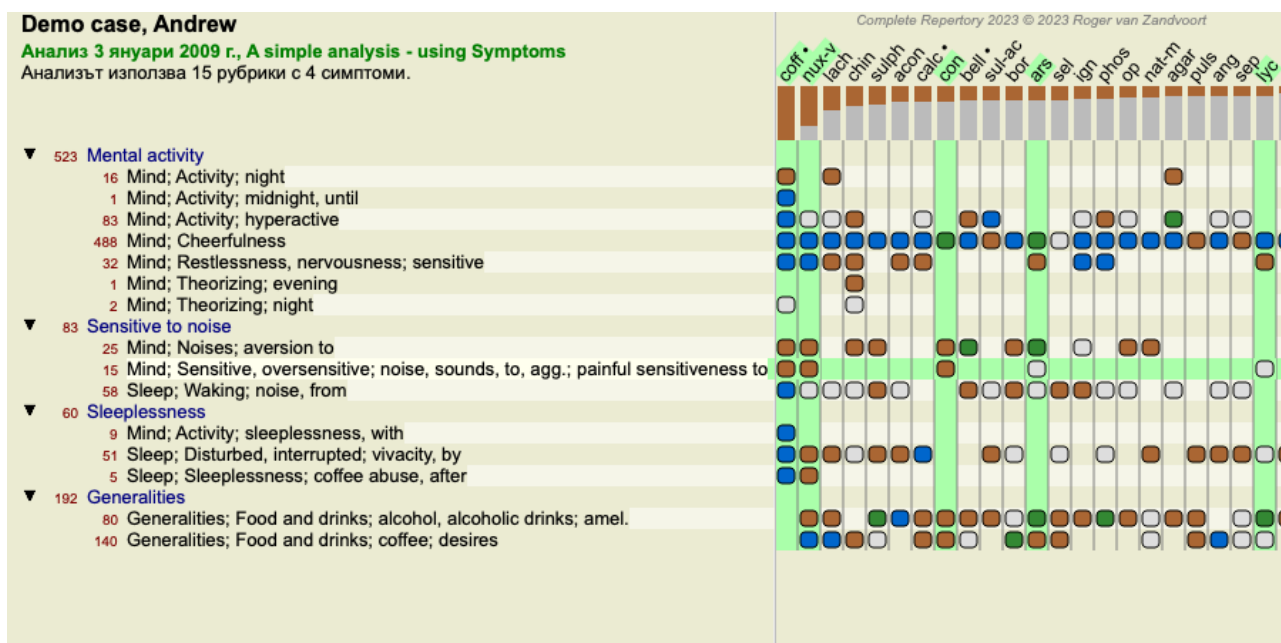 Demo case, Andrew
Complete Repertory 2023 © 2023 Roger van Zandvoort
Анализ 3 януари 2009 г., A simple analysis - using Symptoms
Анализът използва 15 рубрики с 4 симптоми.
coff • nux-v lach chin sulph acon calc • con bell • sul-ac bor ars sel ign phos op nat-m agar puls ang sep lyc
▼ 523 Mental activity
16 Mind; Activity; night
1 Mind; Activity; midnight, until
83 Mind; Activity; hyperactive
488 Mind; Cheerfulness
32 Mind; Restlessness, nervousness; sensitive
1 Mind; Theorizing; evening
2 Mind; Theorizing; night
▼ 83 Sensitive to noise
25 Mind; Noises; aversion to
15 Mind; Sensitive, oversensitive; noise, sounds, to, agg.; painful sensitiveness to
58 Sleep; Waking; noise, from
▼ 60 Sleeplessness
9 Mind; Activity; sleeplessness, with
51 Sleep; Disturbed, interrupted; vivacity, by
5 Sleep; Sleeplessness; coffee abuse, after
▼ 192 Generalities
80 Generalities; Food and drinks; alcohol, alcoholic drinks; amel.
140 Generalities; Food and drinks; coffee; desires